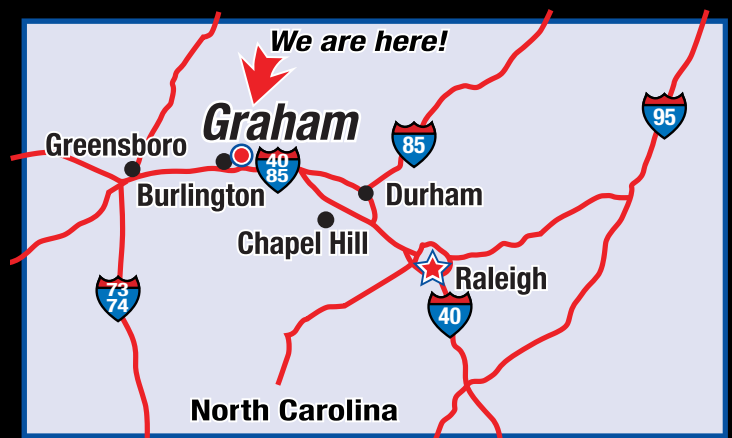 We are here!
Graham
Greensboro
Burlington
40
85
85
95
Durham
Chapel Hill
Raleigh
73
74
40
North Carolina